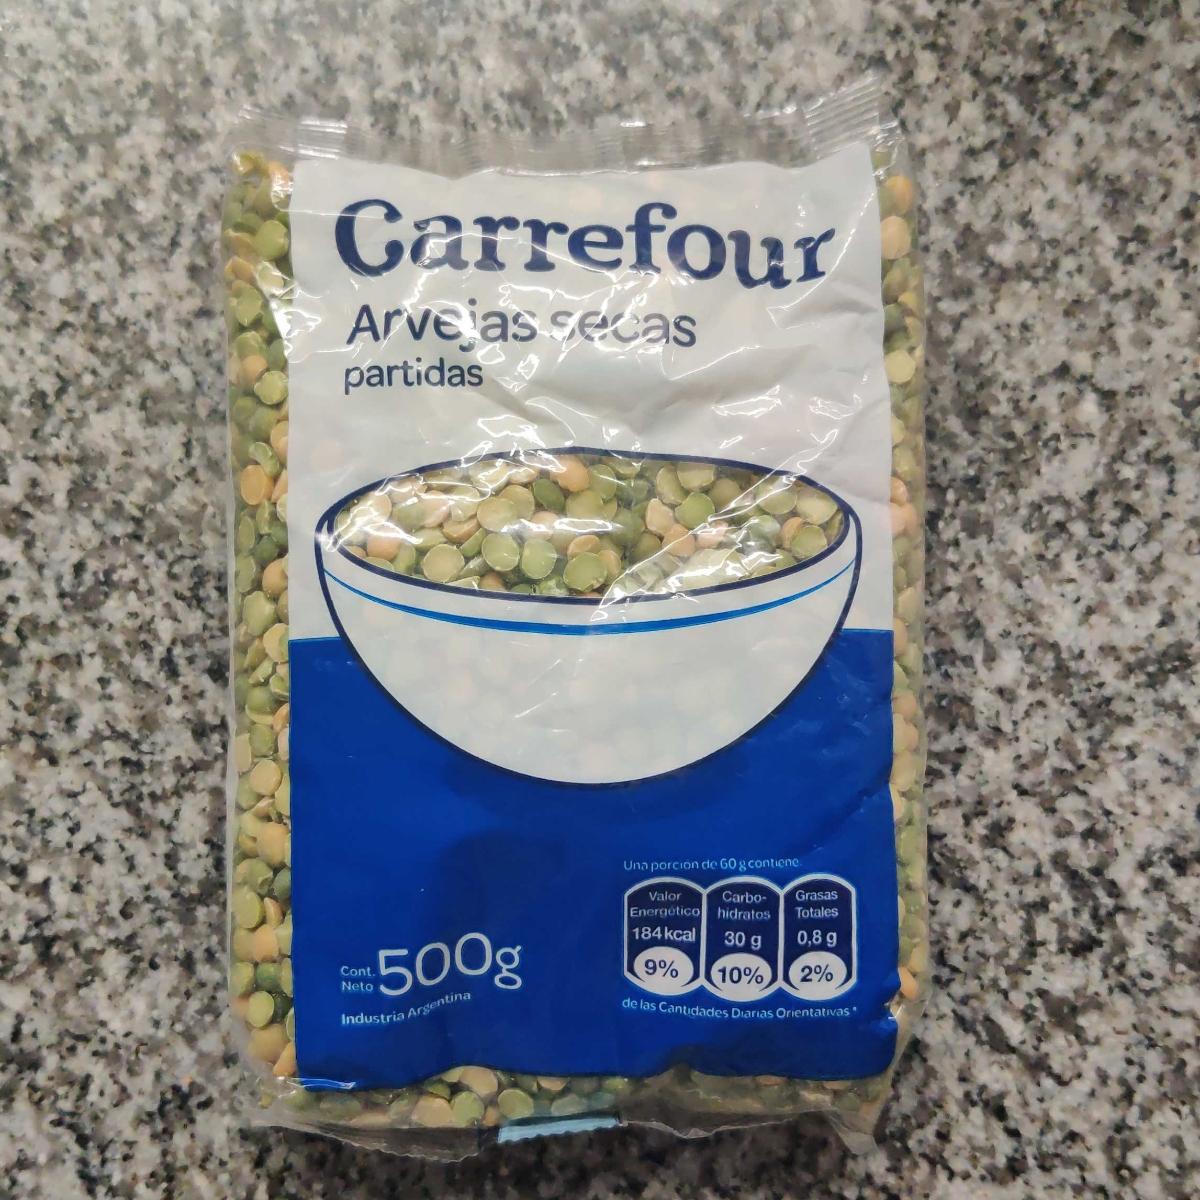 Carrefour
Arvejas secas
partidas
Una porción de 60 g contiene:
Valor
Energético
184 kcal
9%
Carbo-
hidratos
30 g
10%
Grasas
Totales
0,8 g
2%
de las Cantidades Diarias Orientativas *
Cont.
Neto
500g
Industria Argentina